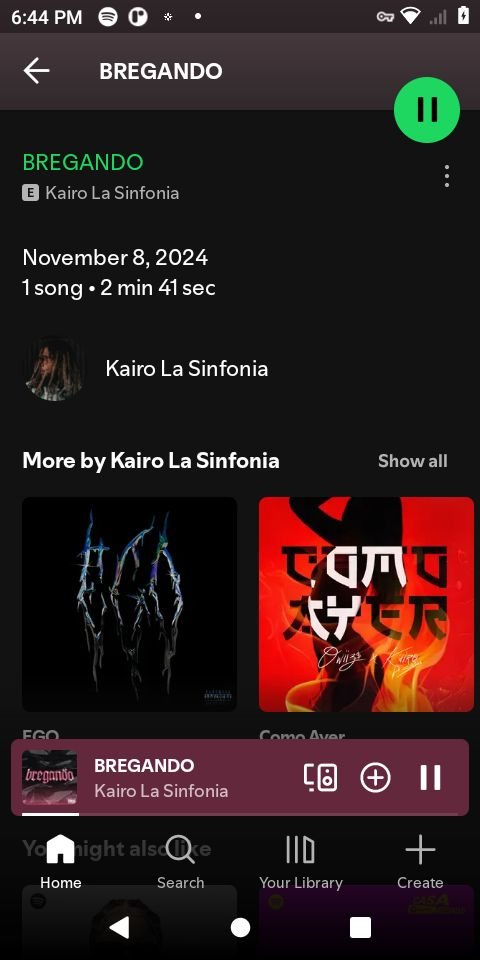 6:44 PM
BREGANDO
BREGANDO
E Kairo La Sinfonia
November 8, 2024
1 song • 2 min 41 sec
Kairo La Sinfonia
More by Kairo La Sinfonia
Show all
EGO
COMO
AYER
EGO
Como Ayer
bregando
BREGANDO
Kairo La Sinfonia
You might also like
Home
Search
Your Library
Create
CASA